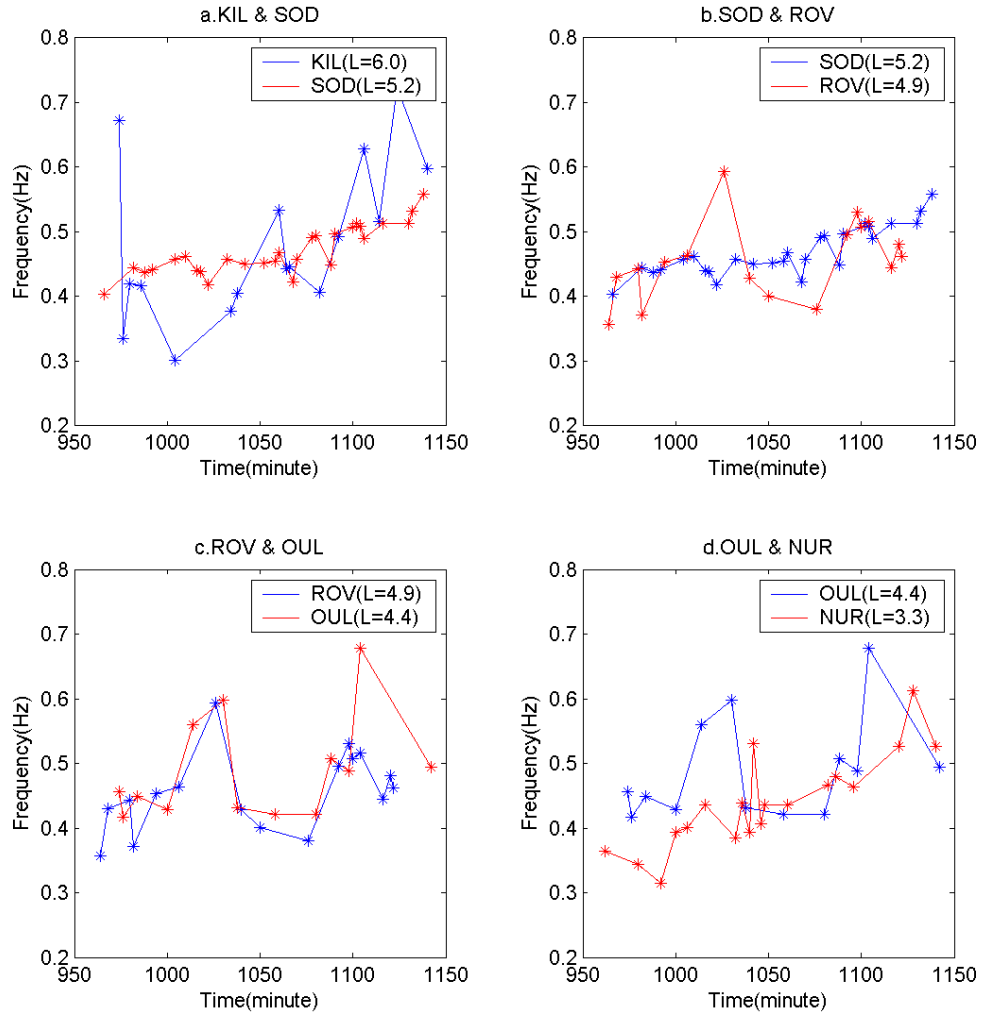 a.KIL & SOD
0.8
0.7
0.6
0.5
0.4
0.3
0.2
Frequency(Hz)
KIL(L=6.0)
SOD(L=5.2)
950 1000 1050 1100 1150
Time(minute)
b.SOD & ROV
0.8
0.7
0.6
0.5
0.4
0.3
0.2
Frequency(Hz)
SOD(L=5.2)
ROV(L=4.9)
950 1000 1050 1100 1150
Time(minute)
c.ROV & OUL
0.8
0.7
0.6
0.5
0.4
0.3
0.2
Frequency(Hz)
ROV(L=4.9)
OUL(L=4.4)
950 1000 1050 1100 1150
Time(minute)
d.OUL & NUR
0.8
0.7
0.6
0.5
0.4
0.3
0.2
Frequency(Hz)
OUL(L=4.4)
NUR(L=3.3)
950 1000 1050 1100 1150
Time(minute)